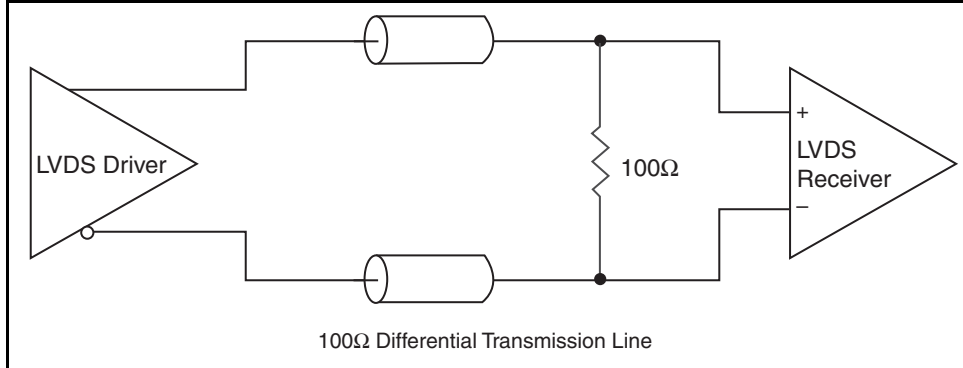 LVDS Driver
100Ω
+
LVDS
Receiver
–
100Ω Differential Transmission Line